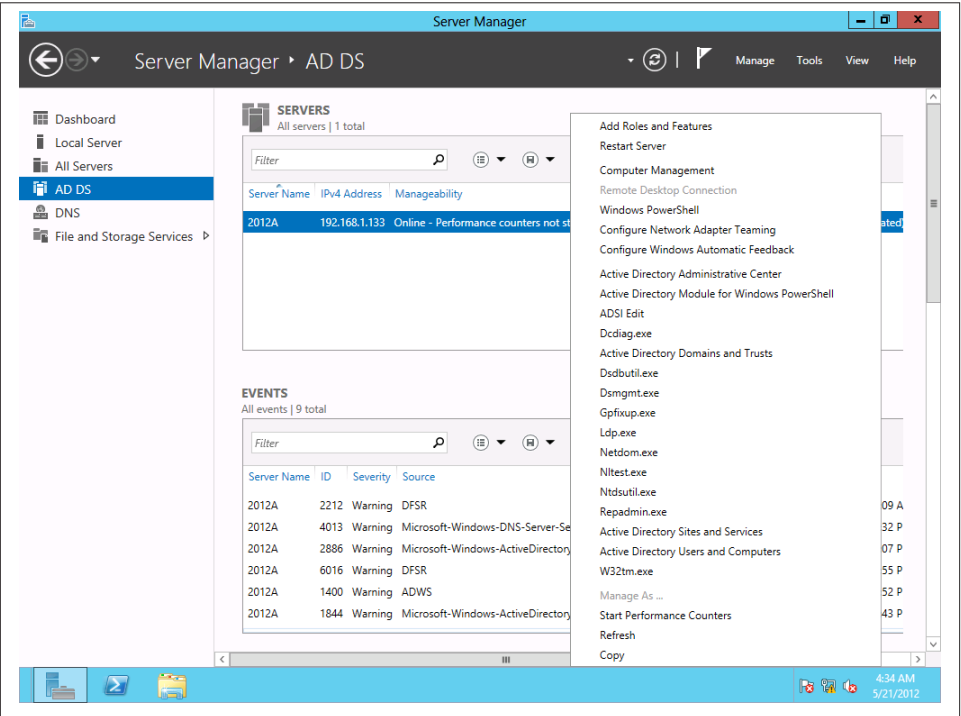 Server Manager
Server Manager ‣ AD DS
Manage Tools View Help
Dashboard
Local Server
All Servers
AD DS
DNS
File and Storage Services
SERVERS
All servers | 1 total
Filter
Server Name IPv4 Address Manageability
2012A 192.168.1.133 Online - Performance counters not st
ated)
EVENTS
All events | 9 total
Filter
Server Name ID Severity Source
2012A 2212 Warning DFSR 09 A
2012A 4013 Warning Microsoft-Windows-DNS-Server-Se 32 P
2012A 2886 Warning Microsoft-Windows-ActiveDirectory 07 P
2012A 6016 Warning DFSR 55 P
2012A 1400 Warning ADWS 52 P
2012A 1844 Warning Microsoft-Windows-ActiveDirectory 43 P
Add Roles and Features
Restart Server
Computer Management
Remote Desktop Connection
Windows PowerShell
Configure Network Adapter Teaming
Configure Windows Automatic Feedback
Active Directory Administrative Center
Active Directory Module for Windows PowerShell
ADSI Edit
Dcdiag.exe
Active Directory Domains and Trusts
Dsdbutil.exe
Dsmgmt.exe
Gpfixup.exe
Ldp.exe
Netdom.exe
Nltest.exe
Ntdsutil.exe
Repadmin.exe
Active Directory Sites and Services
Active Directory Users and Computers
W32tm.exe
Manage As ...
Start Performance Counters
Refresh
Copy
4:34 AM
5/21/2012